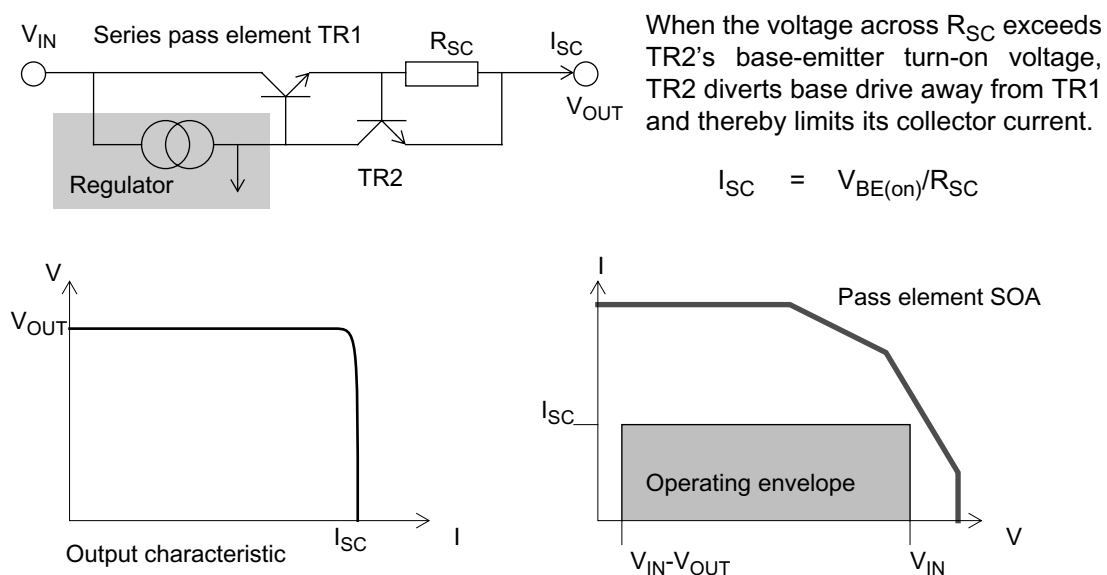 V_IN
Series pass element TR1
R_SC
I_SC
V_OUT
Regulator
TR2
When the voltage across R_SC exceeds
TR2's base-emitter turn-on voltage,
TR2 diverts base drive away from TR1
and thereby limits its collector current.
I_SC = V_BE(on)/R_SC
V
V_OUT
I_SC
I
Output characteristic
I
Pass element SOA
I_SC
Operating envelope
V
V_IN-V_OUT
V_IN